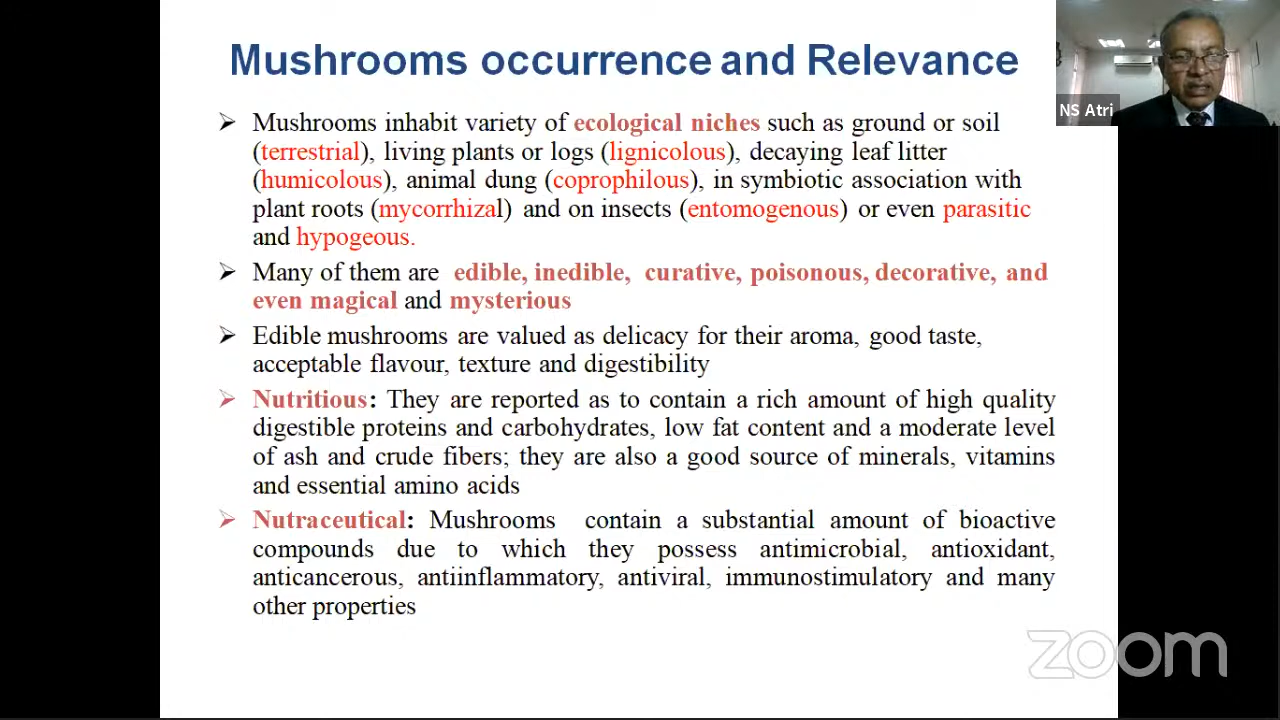 Mushrooms occurrence and Relevance
NS Atri
➢ Mushrooms inhabit variety of ecological niches such as ground or soil
(terrestrial), living plants or logs (lignicolous), decaying leaf litter
(humicolous), animal dung (coprophilous), in symbiotic association with
plant roots (mycorrhizal) and on insects (entomogenous) or even parasitic
and hypogeous.
➢ Many of them are edible, inedible, curative, poisonous, decorative, and
even magical and mysterious
➢ Edible mushrooms are valued as delicacy for their aroma, good taste,
acceptable flavour, texture and digestibility
➢ Nutritious: They are reported as to contain a rich amount of high quality
digestible proteins and carbohydrates, low fat content and a moderate level
of ash and crude fibers; they are also a good source of minerals, vitamins
and essential amino acids
➢ Nutraceutical: Mushrooms contain a substantial amount of bioactive
compounds due to which they possess antimicrobial, antioxidant,
anticancerous, antiinflammatory, antiviral, immunostimulatory and many
other properties
zoom